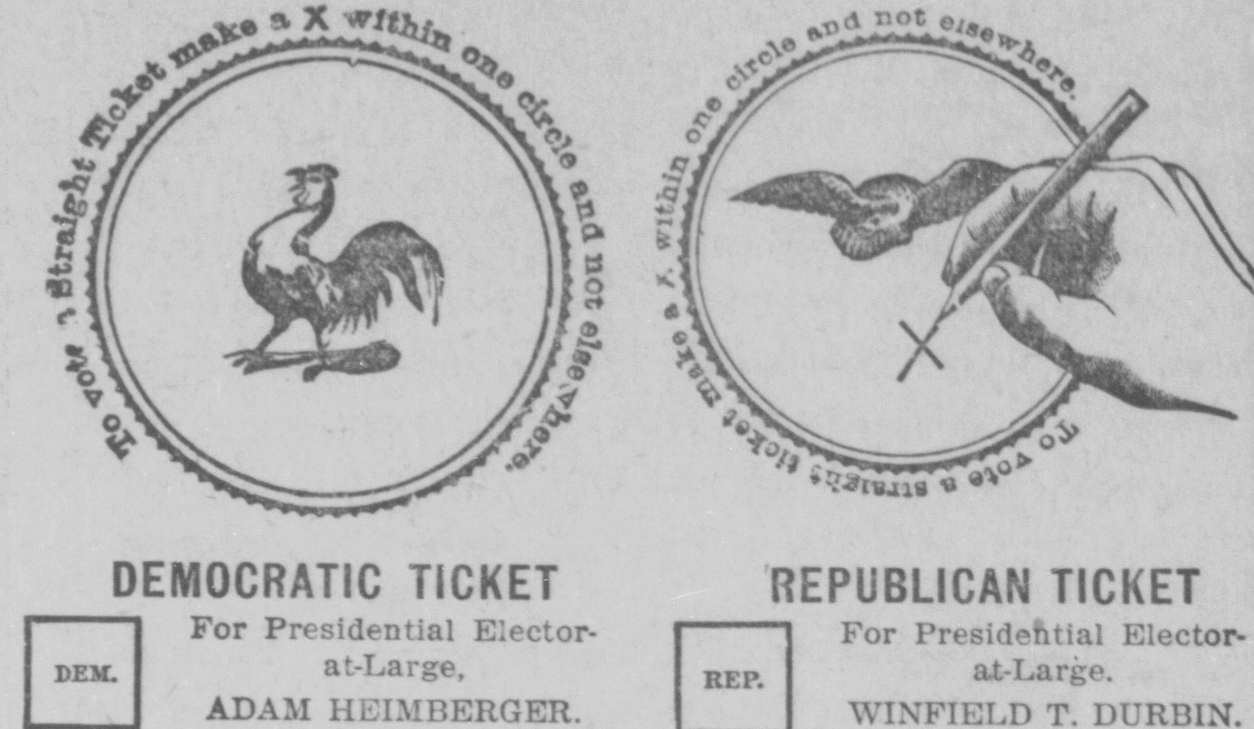 To vote a Straight Ticket make a X within one circle and not elsewhere.
DEMOCRATIC TICKET
DEM.
For Presidential Elector-
at-Large,
ADAM HEIMBERGER.
To vote a straight ticket make a X within one circle and not elsewhere.
REPUBLICAN TICKET
REP.
For Presidential Elector-
at-Large.
WINFIELD T. DURBIN.